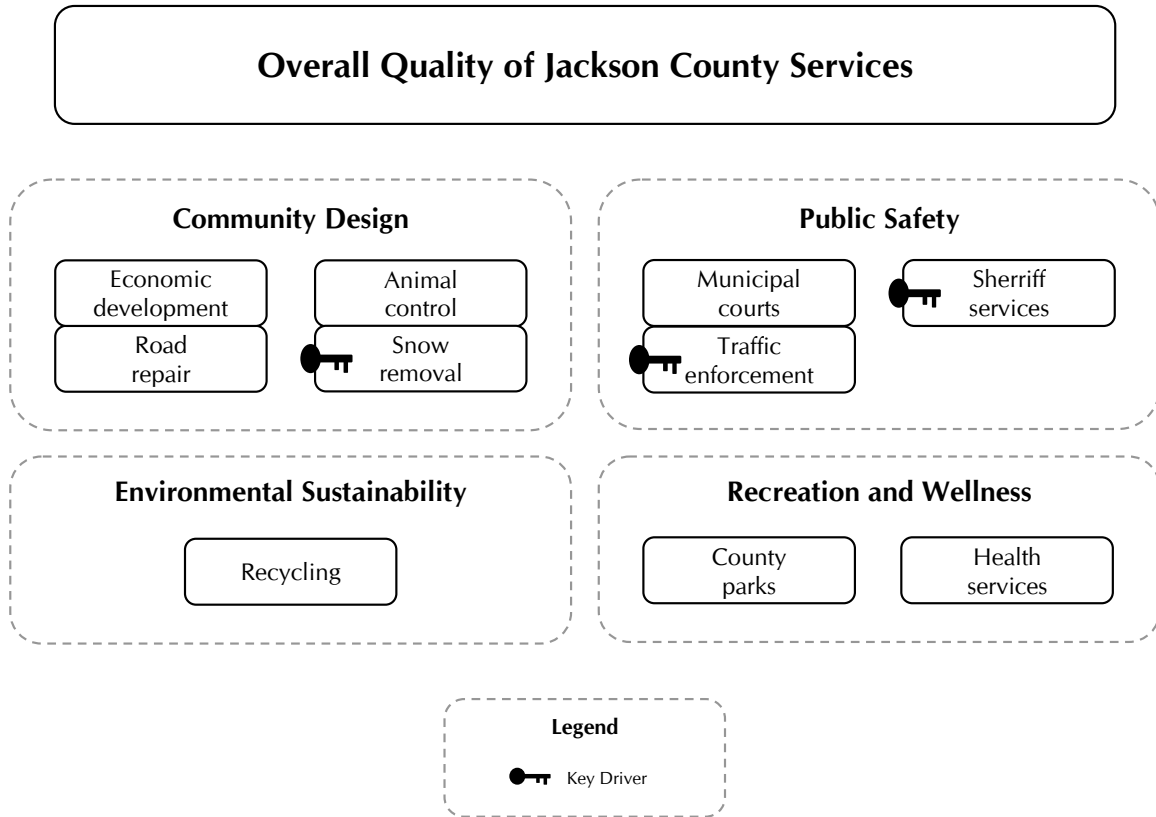 Overall Quality of Jackson County Services
Community Design
Economic
development
Animal
control
Road
repair
Snow
removal
Public Safety
Municipal
courts
Sherriff
services
Traffic
enforcement
Environmental Sustainability
Recycling
Recreation and Wellness
County
parks
Health
services
Legend
Key Driver